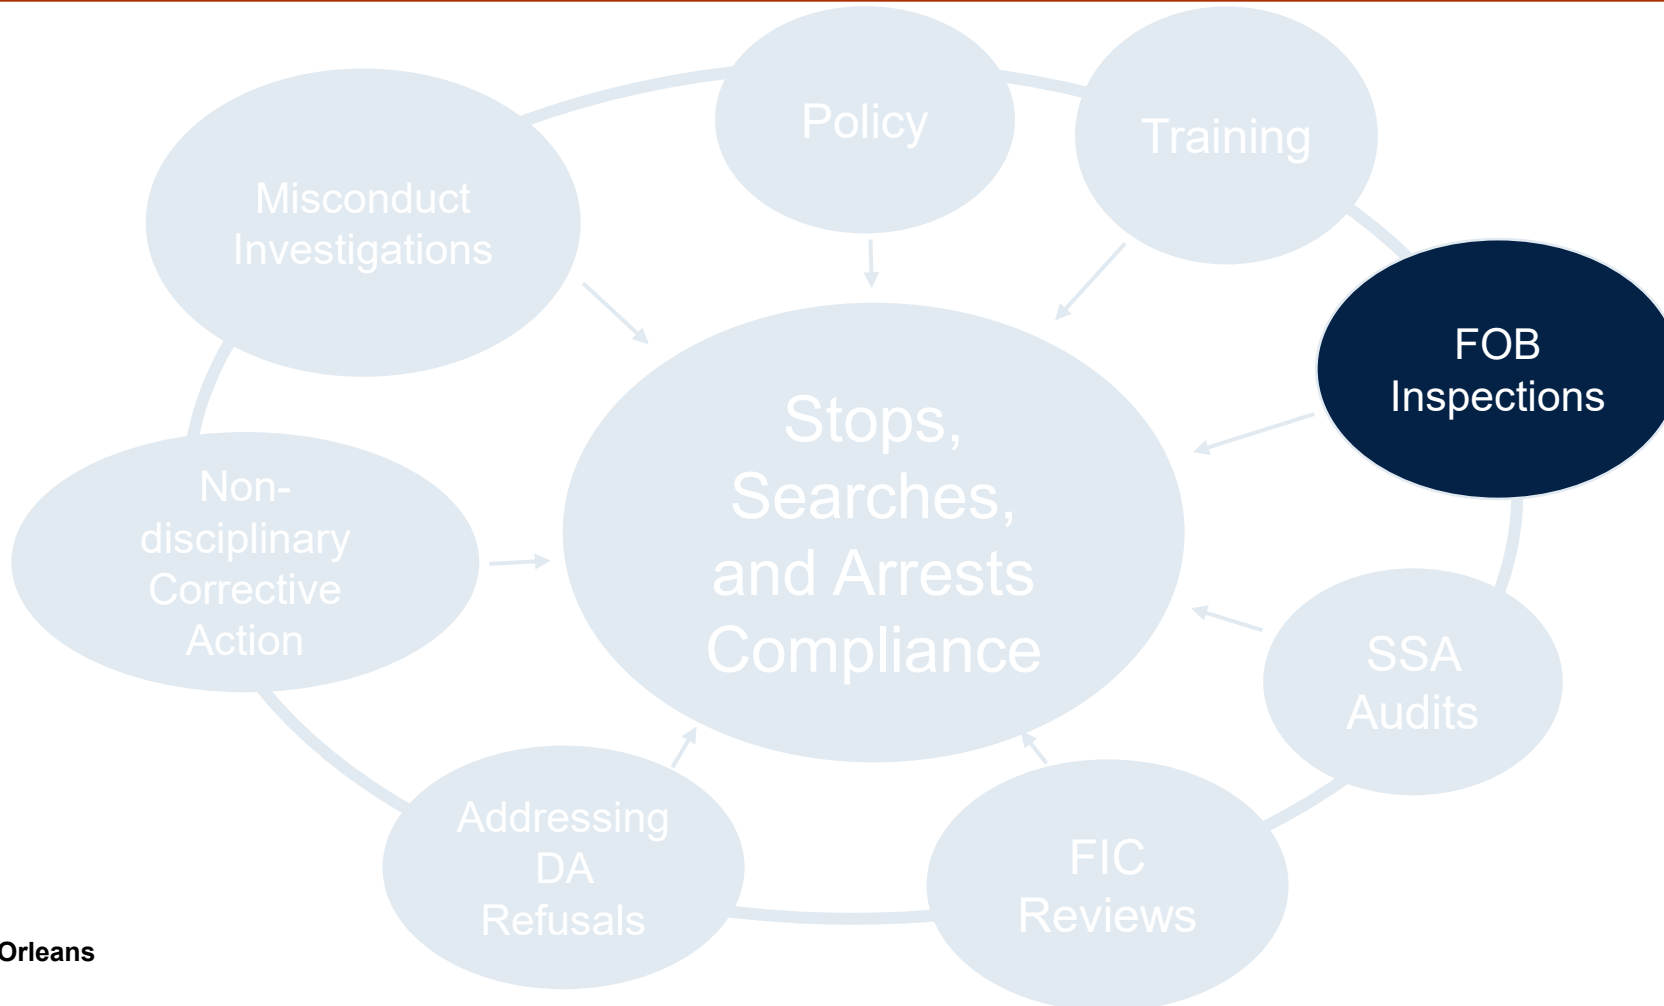 Policy
Training
Misconduct
Investigations
FOB
Inspections
Stops,
Searches,
and Arrests
Compliance
Non-
disciplinary
Corrective
Action
SSA
Audits
Addressing
DA
Refusals
FIC
Reviews
Orleans